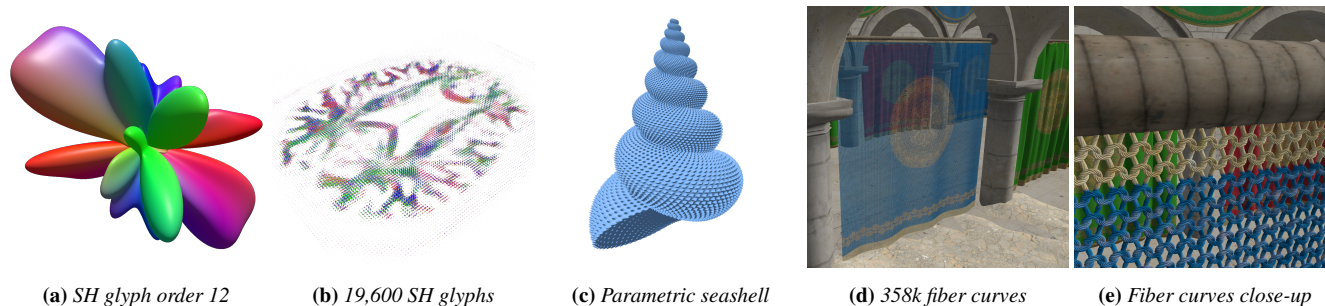 (a) SH glyph order 12
(b) 19,600 SH glyphs
(c) Parametric seashell
(d) 358k fiber curves
(e) Fiber curves close-up